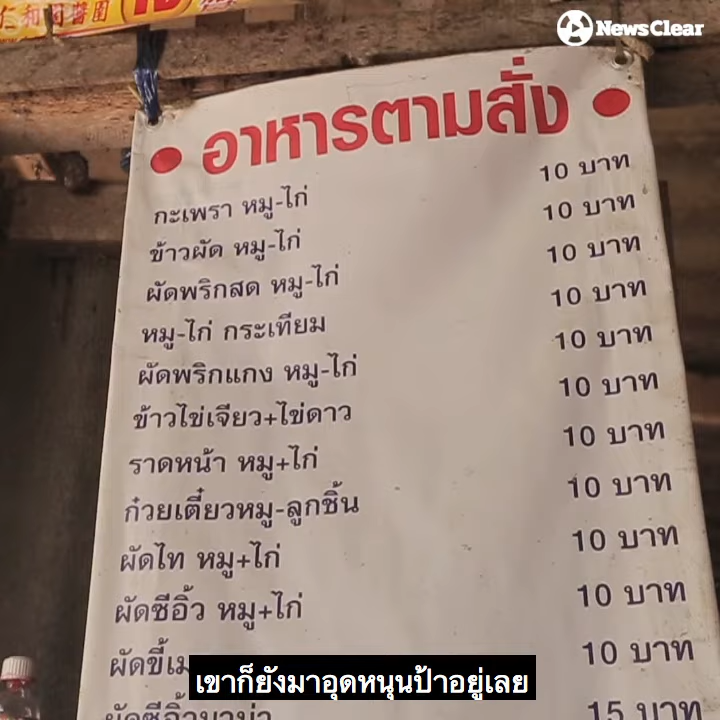 仁和園醬園
NewsClear
• อาหารตามสั่ง •
กะเพรา หมู-ไก่ 10 บาท
ข้าวผัด หมู-ไก่ 10 บาท
ผัดพริกสด หมู-ไก่ 10 บาท
หมู-ไก่ กระเทียม 10 บาท
ผัดพริกแกง หมู-ไก่ 10 บาท
ข้าวไข่เจียว+ไข่ดาว 10 บาท
ราดหน้า หมู+ไก่ 10 บาท
ก๋วยเตี๋ยวหมู-ลูกชิ้น 10 บาท
ผัดไท หมู+ไก่ 10 บาท
ผัดซีอิ้ว หมู+ไก่ 10 บาท
10 บาท
15 บาท
เขาก็ยังมาอุดหนุนป้าอยู่เลย